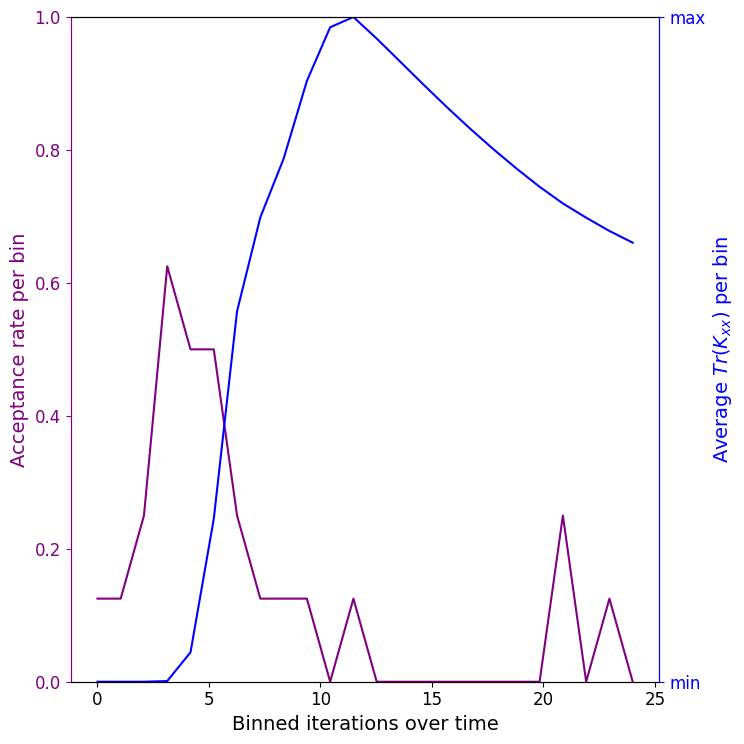 1.0
0.8
0.6
0.4
0.2
0.0
Acceptance rate per bin
0
5
10
15
20
25
Binned iterations over time
max
min
Average Tr(Kxx) per bin